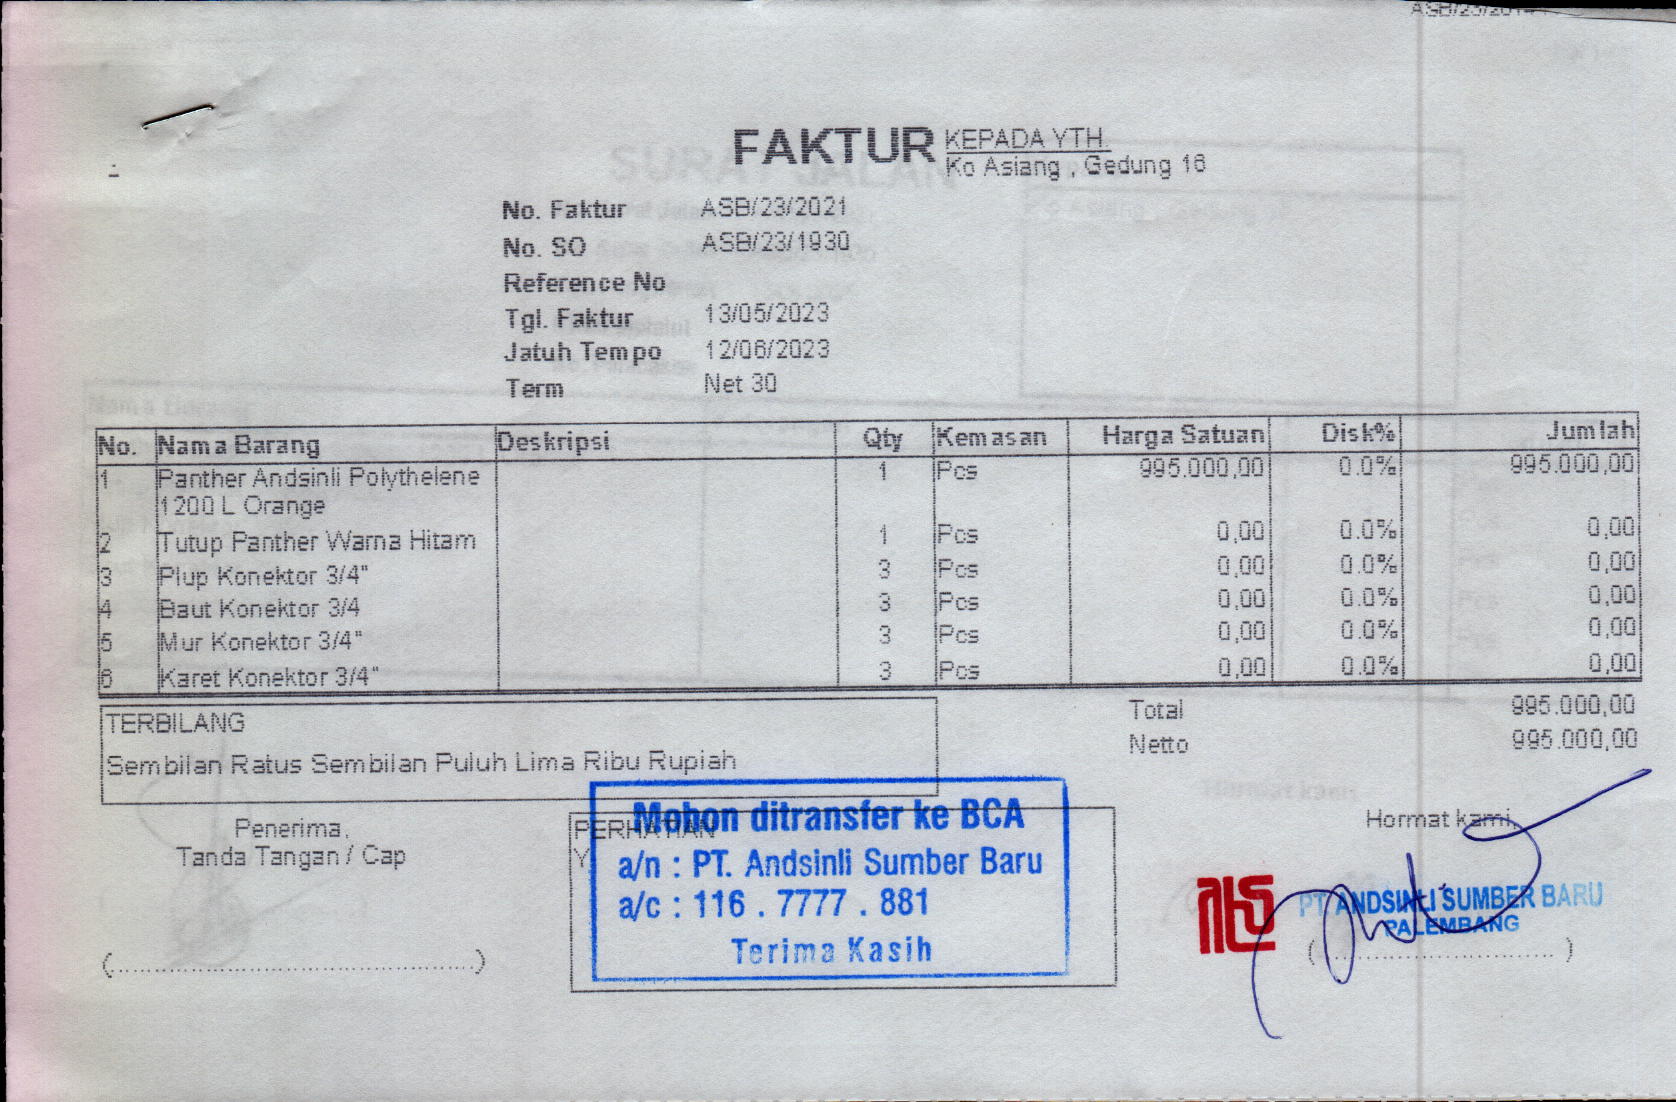 FAKTUR
KEPADA YTH.
Ko Asiang , Gedung 16
No. Faktur ASB/23/2021
No. SO ASB/23/1930
Reference No
Tgl. Faktur 13/05/2023
Jatuh Tempo 12/06/2023
Term Net 30
No. Nama Barang Deskripsi Qty Kemasan Harga Satuan Disk% Jumlah
1 Panther Andsinli Polythelene 1 Pcs 995.000,00 0.0% 995.000,00
1200 L Orange
2 Tutup Panther Warna Hitam 1 Pcs 0,00 0.0% 0,00
3 Plup Konektor 3/4" 3 Pcs 0,00 0.0% 0,00
4 Baut Konektor 3/4 3 Pcs 0,00 0.0% 0,00
5 Mur Konektor 3/4" 3 Pcs 0,00 0.0% 0,00
6 Karet Konektor 3/4" 3 Pcs 0,00 0.0% 0,00
Total 995.000,00
Netto 995.000,00
TERBILANG
Sembilan Ratus Sembilan Puluh Lima Ribu Rupiah
Penerima,
Tanda Tangan / Cap
(............................................)
PERHATIAN
Y
Mohon ditransfer ke BCA
a/n : PT. Andsinli Sumber Baru
a/c : 116 . 7777 . 881
Terima Kasih
Hormat kami,
PT ANDSINLI SUMBER BARU
PALEMBANG
(..............................)